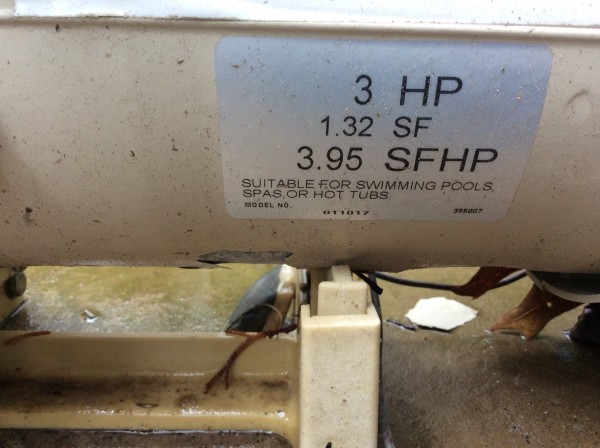 3 HP
1.32 SF
3.95 SFHP
SUITABLE FOR SWIMMING POOLS,
SPAS, OR HOT TUBS
MODEL NO. 011017 355007